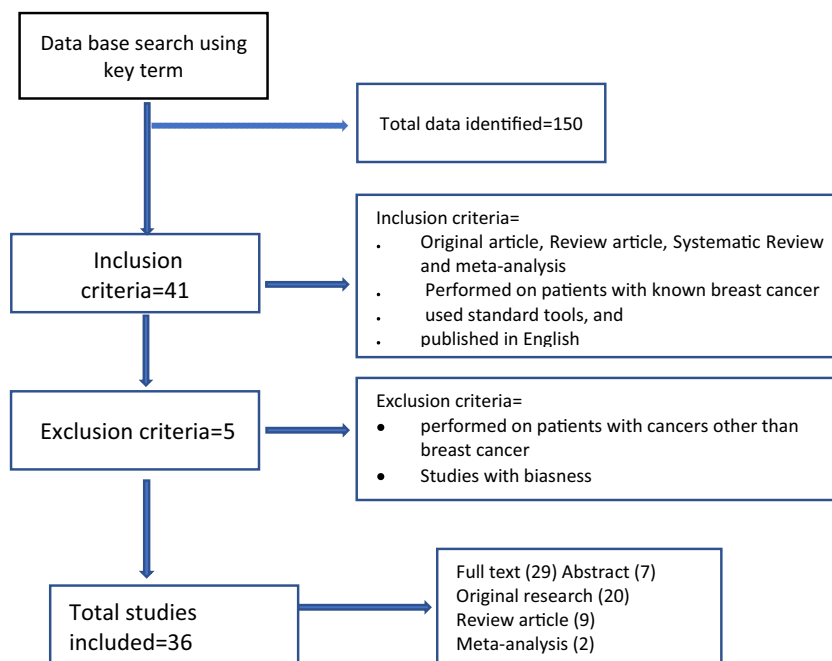 Data base search using
key term
Total data identified=150
Inclusion
criteria=41
Inclusion criteria=
. Original article, Review article, Systematic Review
and meta-analysis
. Performed on patients with known breast cancer
. used standard tools, and
. published in English
Exclusion criteria=5
Exclusion criteria=
• performed on patients with cancers other than
breast cancer
• Studies with biasness
Total studies
included=36
Full text (29) Abstract (7)
Original research (20)
Review article (9)
Meta-analysis (2)